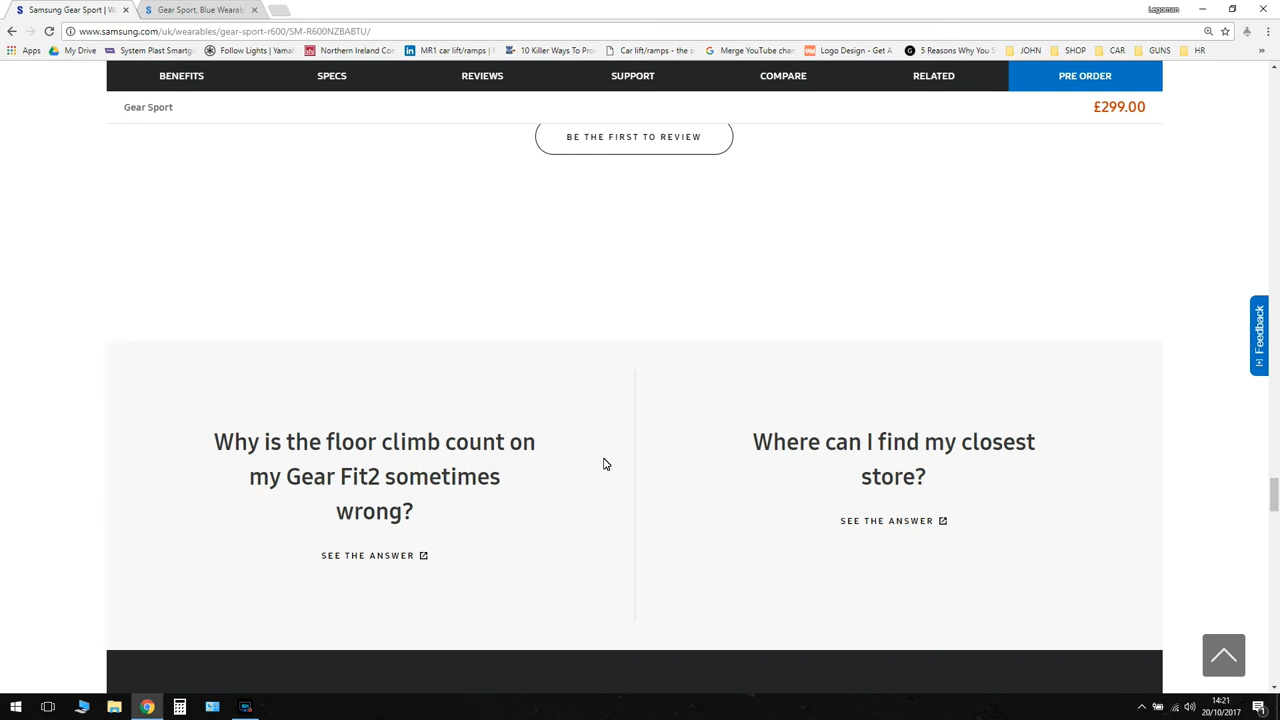 Samsung Gear Sport | W
Gear Sport, Blue Wearab
Legoman
www.samsung.com/uk/wearables/gear-sport-r600/SM-R600NZBABTU/
Apps
My Drive
System Plast Smartg
Follow Lights | Yamal
Northern Ireland Con
MR1 car lift/ramps |
10 Killer Ways To Pro
Car lift/ramps - the s
Merge YouTube chan
Logo Design - Get A
5 Reasons Why You S
JOHN
SHOP
CAR
GUNS
HR
BENEFITS
SPECS
REVIEWS
SUPPORT
COMPARE
RELATED
PRE ORDER
Gear Sport
£299.00
BE THE FIRST TO REVIEW
[+] Feedback
Why is the floor climb count on
my Gear Fit2 sometimes
wrong?
SEE THE ANSWER
Where can I find my closest
store?
SEE THE ANSWER
14:21
20/10/2017